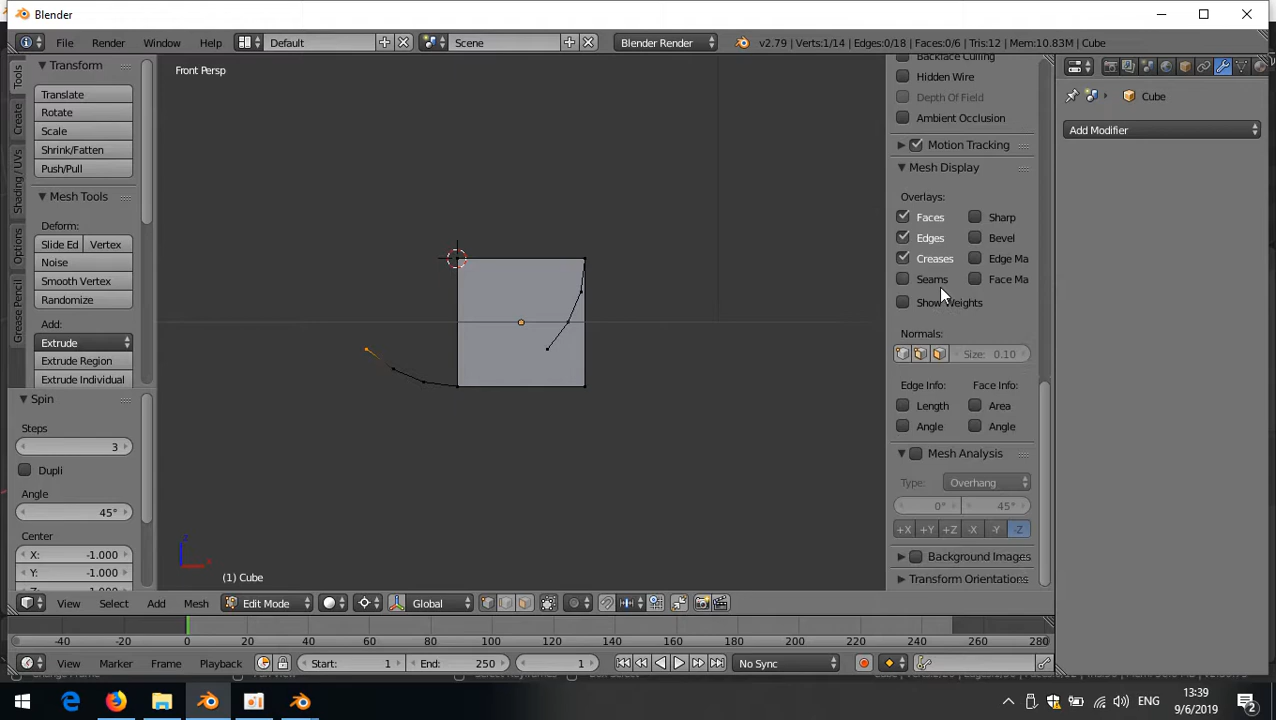 Blender
File Render Window Help Default Scene Blender Render v2.79 | Verts:1/14 | Edges:0/18 | Faces:0/6 | Tris:12 | Mem:10.83M | Cube
Tools
Create
Shading / UVs
Options
Grease Pencil
Transform
Translate
Rotate
Scale
Shrink/Fatten
Push/Pull
Mesh Tools
Deform:
Slide Ed Vertex
Noise
Smooth Vertex
Randomize
Add:
Extrude
Extrude Region
Extrude Individual
Spin
Steps
3
Dupli
Angle
45°
Center
X: -1.000
Y: -1.000
Front Persp
(1) Cube
Backface Culling
Hidden Wire
Depth Of Field
Ambient Occlusion
Motion Tracking
Mesh Display
Overlays:
Faces Sharp
Edges Bevel
Creases Edge Ma
Seams Face Ma
Show Weights
Normals:
Size: 0.10
Edge Info: Face Info:
Length Area
Angle Angle
Mesh Analysis
Type: Overhang
0° 45°
+X +Y +Z -X -Y -Z
Background Images
Transform Orientations
Cube
Add Modifier
View Select Add Mesh Edit Mode Global
-40 -20 0 20 40 60 80 100 120 140 160 180 200 220 240 260 280
View Marker Frame Playback Start: 1 End: 250 1 No Sync
ENG
13:39
9/6/2019
2